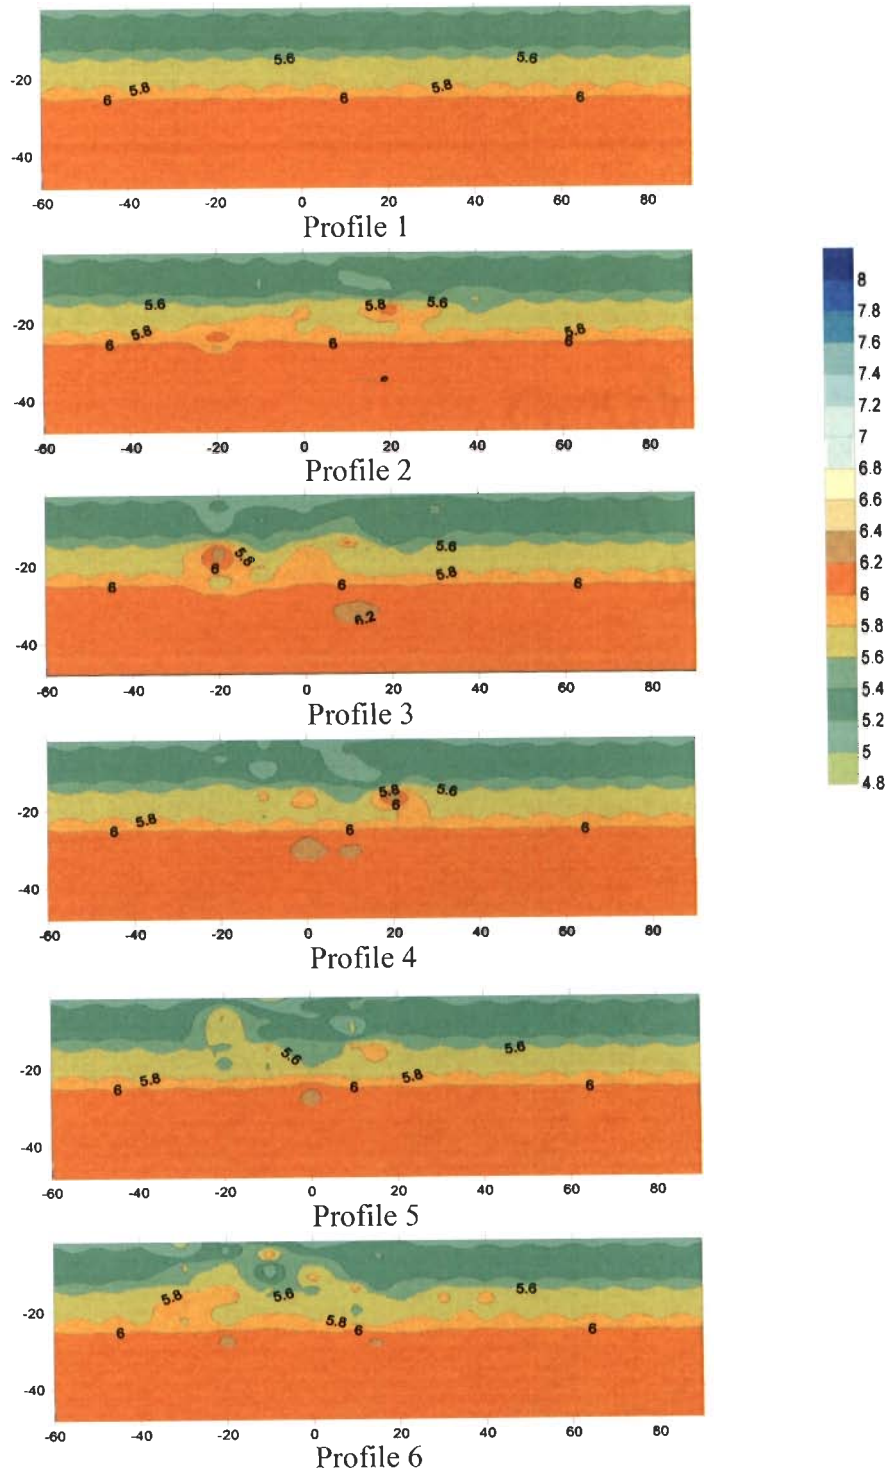 5.6 5.6
-20 5.8 5.8
6 6 6
-40
-60 -40 -20 0 20 40 60 80
Profile 1
5.6 5.8 5.6
-20 5.8 5.8
6 6 6
-40
-60 -40 -20 0 20 40 60 80
Profile 2
5.8 5.6
-20 6 5.8
6 6 6
6.2
-40
-60 -40 -20 0 20 40 60 80
Profile 3
5.8 5.6
-20 5.8 6
6 6 6
-40
-60 -40 -20 0 20 40 60 80
Profile 4
5.6 5.6
-20 5.8 5.8
6 6 6
-40
-60 -40 -20 0 20 40 60 80
Profile 5
5.8 5.6 5.6
-20 5.8
6 6 6
-40
-60 -40 -20 0 20 40 60 80
Profile 6
8
7.8
7.6
7.4
7.2
7
6.8
6.6
6.4
6.2
6
5.8
5.6
5.4
5.2
5
4.8